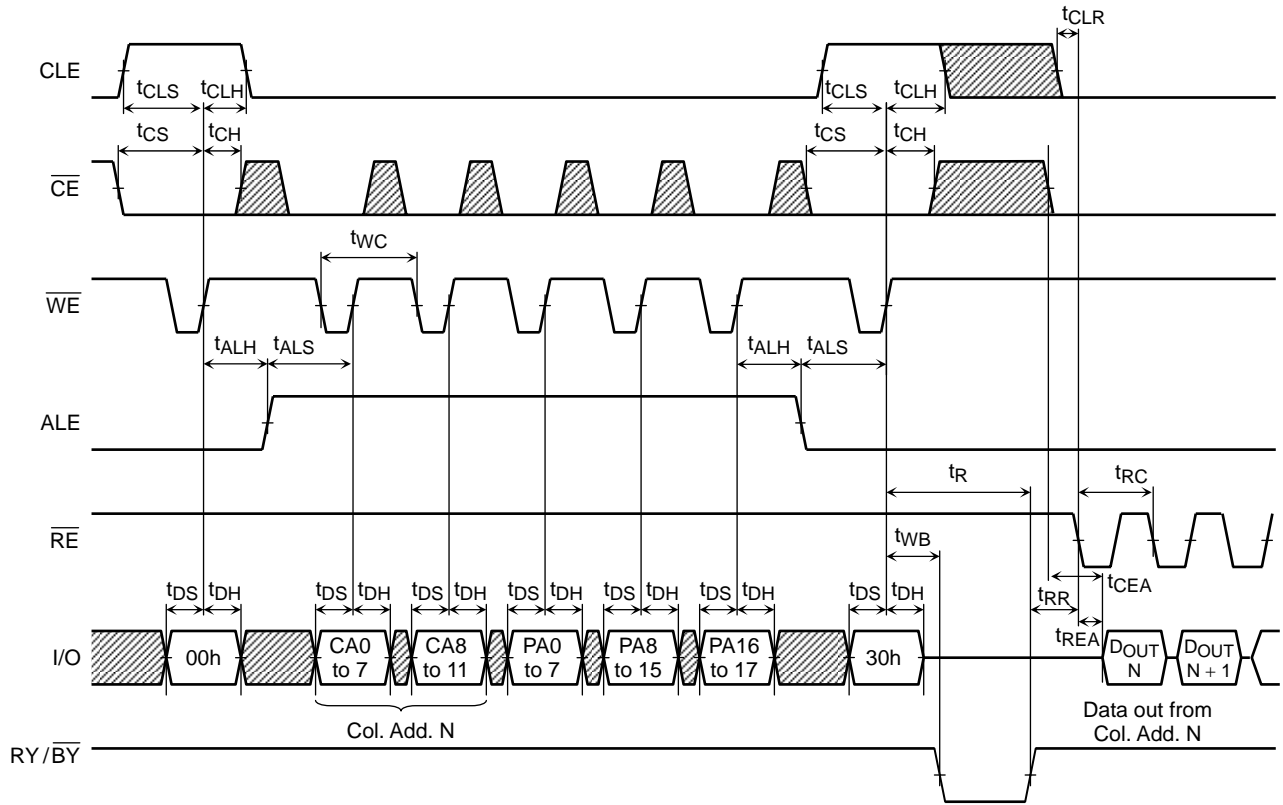 tCLR
CLE
tCLS tCLH tCLS tCLH
tCS tCH tCS tCH
CE
tWC
WE
tALH tALS tALH tALS
ALE
tR tRC
RE
tWB
tCEA
tDS tDH tDS tDH tDS tDH tDS tDH tDS tDH tDS tDH tDS tDH
tRR
tREA
I/O 00h CA0 to 7 CA8 to 11 PA0 to 7 PA8 to 15 PA16 to 17 30h DOUT N DOUT N + 1
Col. Add. N
Data out from
Col. Add. N
RY/BY